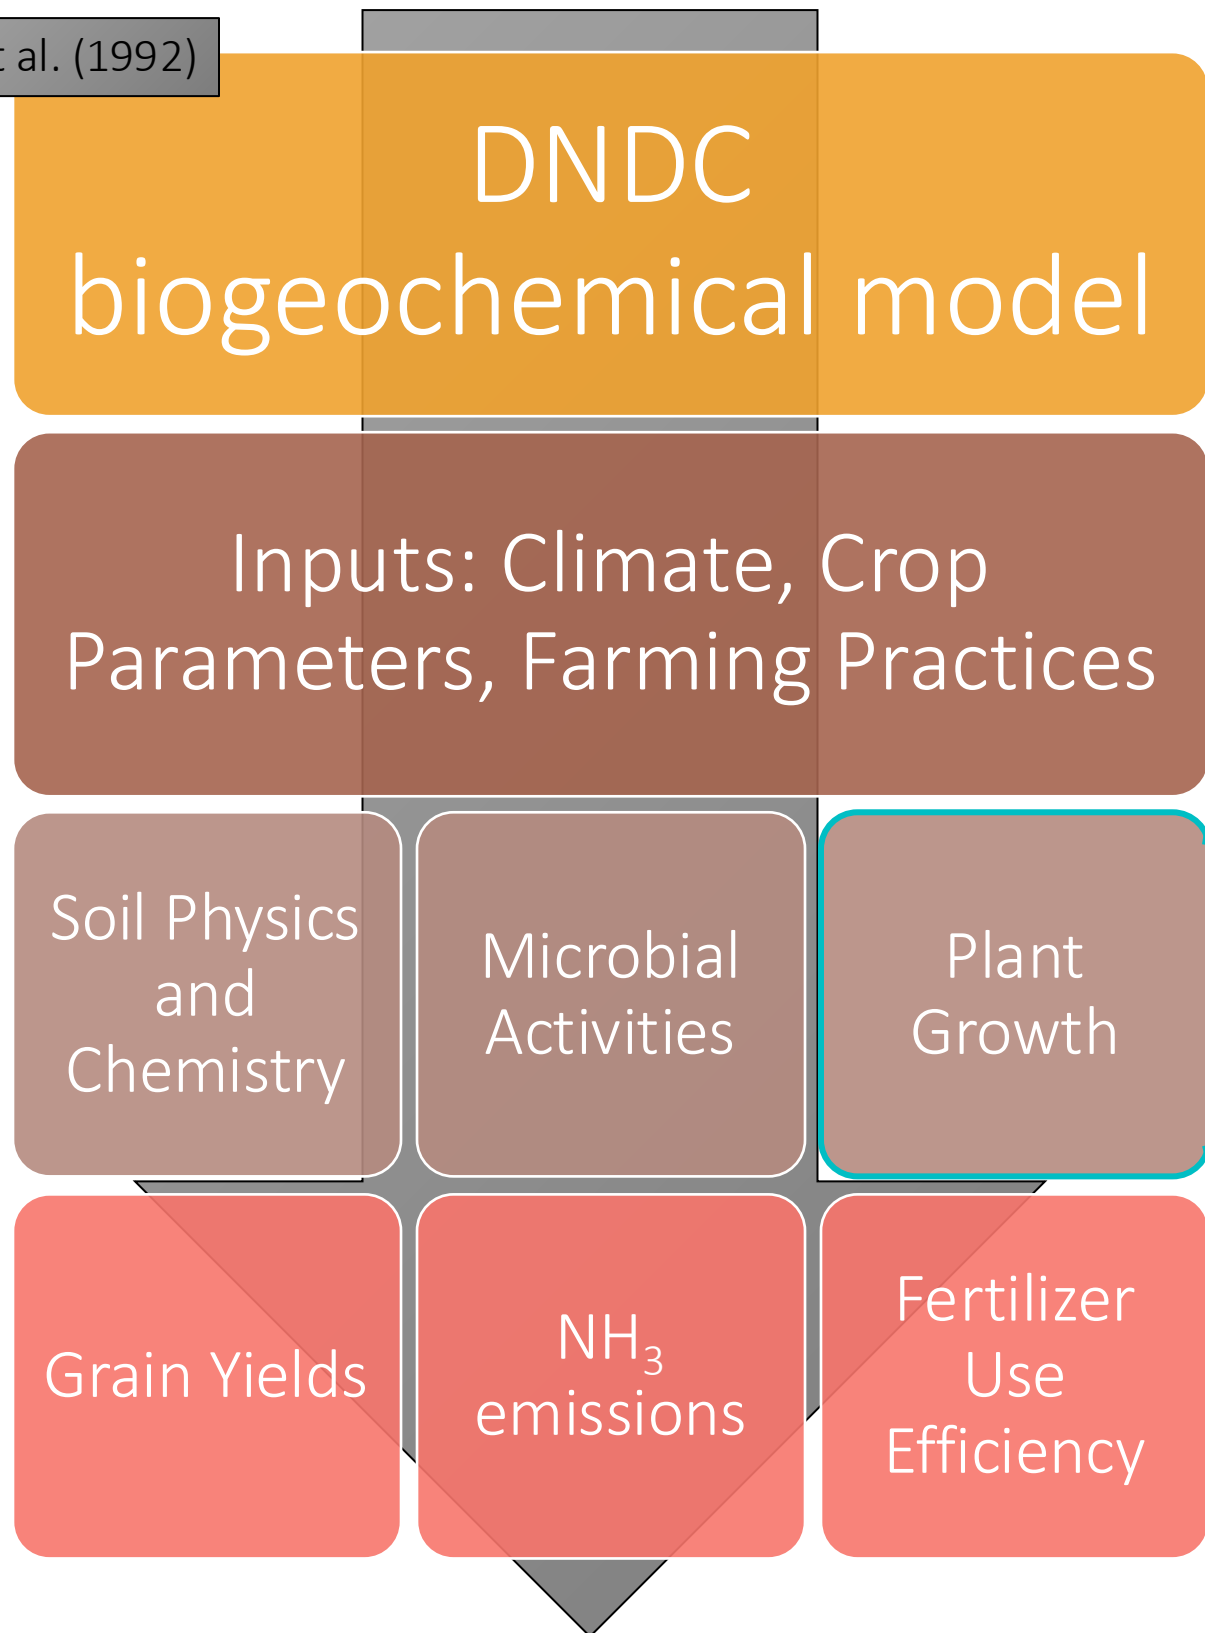 t al. (1992)
DNDC
biogeochemical model
Inputs: Climate, Crop
Parameters, Farming Practices
Soil Physics
and
Chemistry
Microbial
Activities
Plant
Growth
Grain Yields
NH₃
emissions
Fertilizer
Use
Efficiency